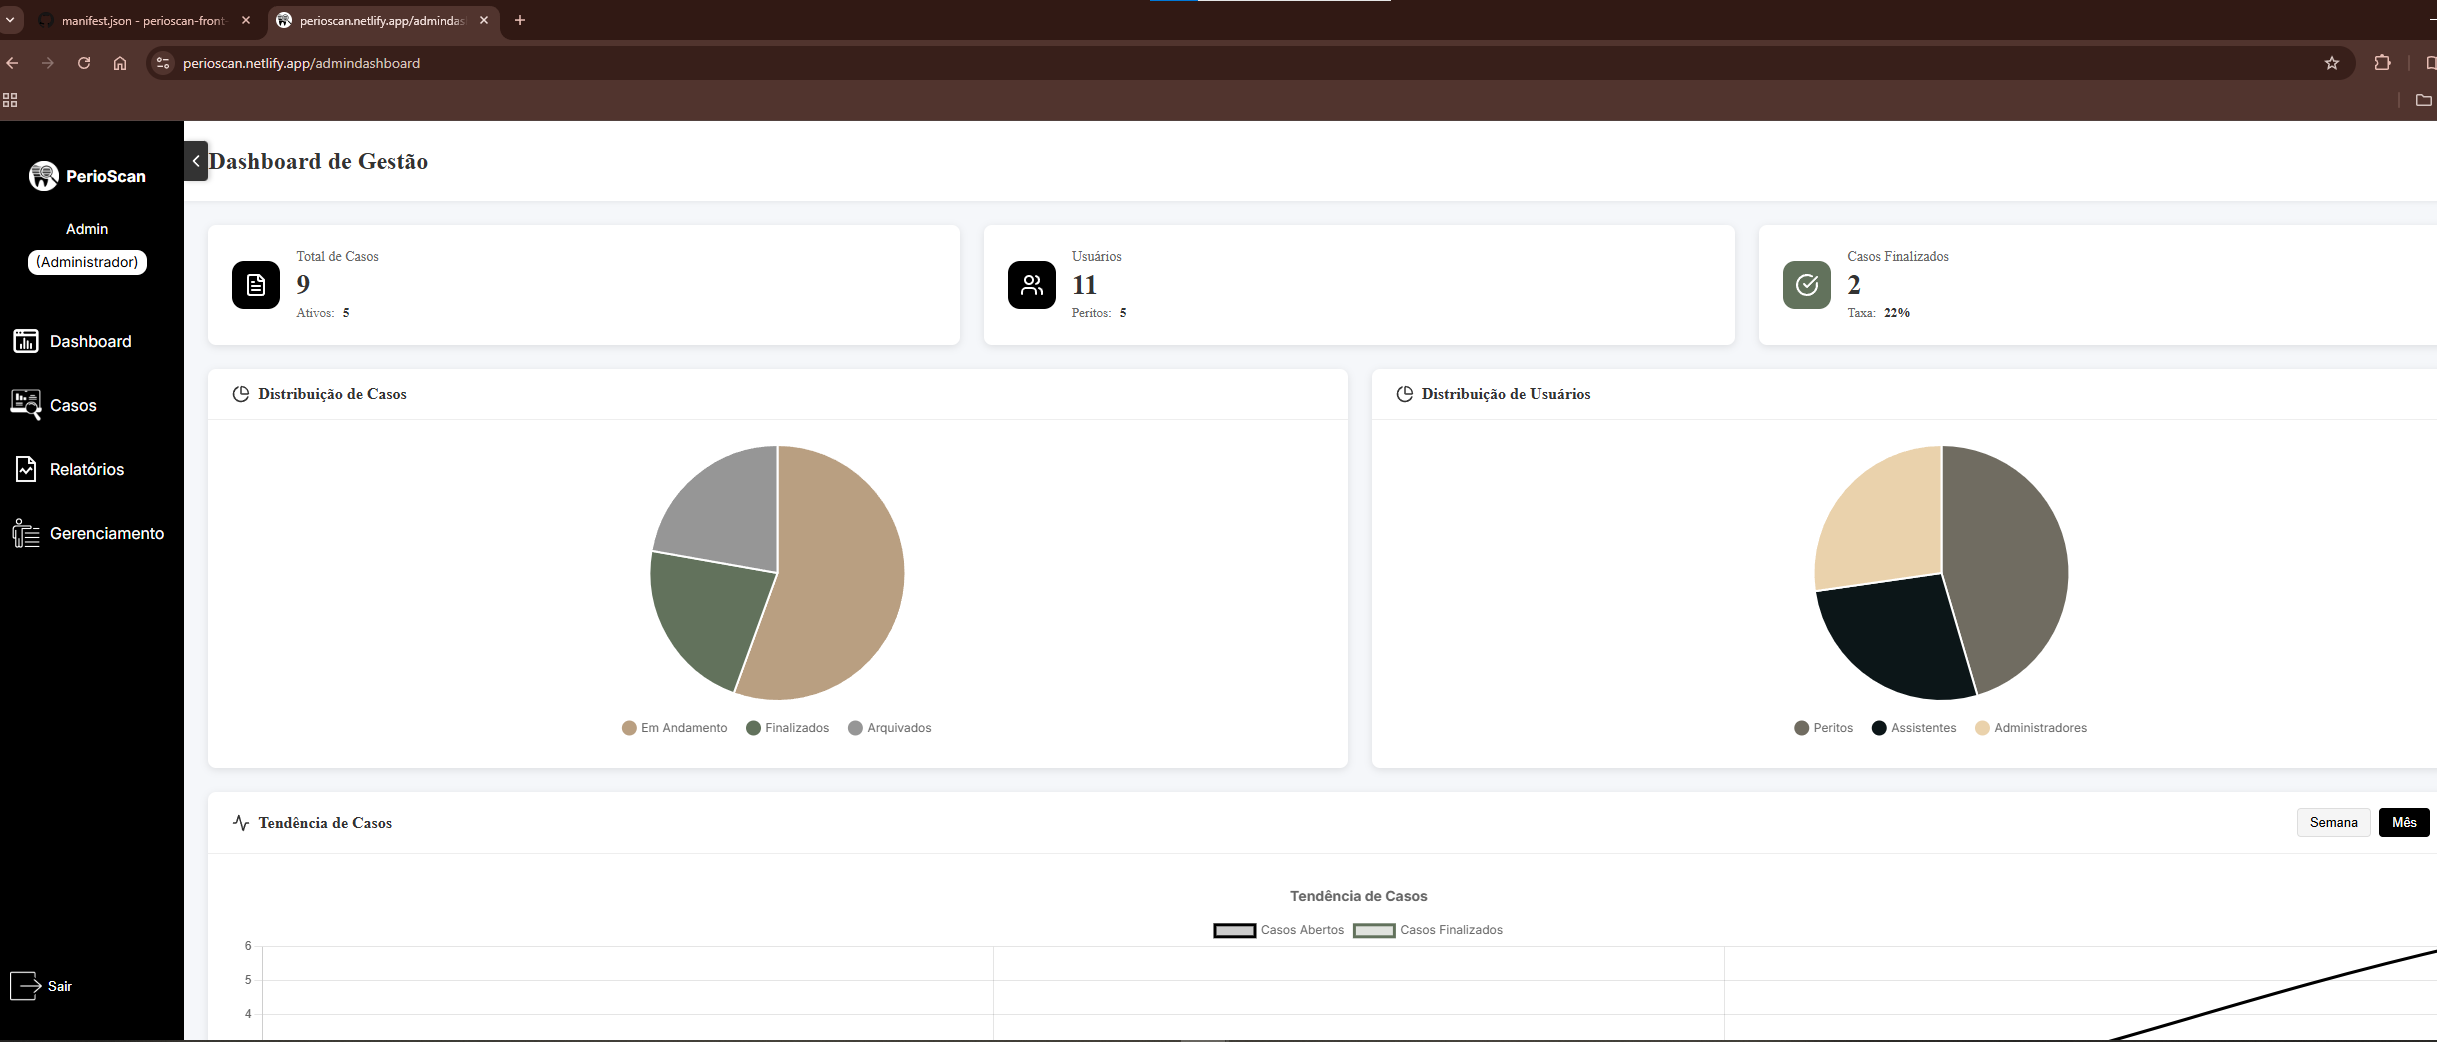 manifest.json - perioscan-front-
perioscan.netlify.app/admindas
perioscan.netlify.app/admindashboard
PerioScan
Admin
(Administrador)
Dashboard
Casos
Relatórios
Gerenciamento
Sair
Dashboard de Gestão
Total de Casos
9
Ativos: 5
Usuários
11
Peritos: 5
Casos Finalizados
2
Taxa: 22%
Distribuição de Casos
Em Andamento Finalizados Arquivados
Distribuição de Usuários
Peritos Assistentes Administradores
Tendência de Casos
Semana Mês
Tendência de Casos
Casos Abertos Casos Finalizados
6
5
4